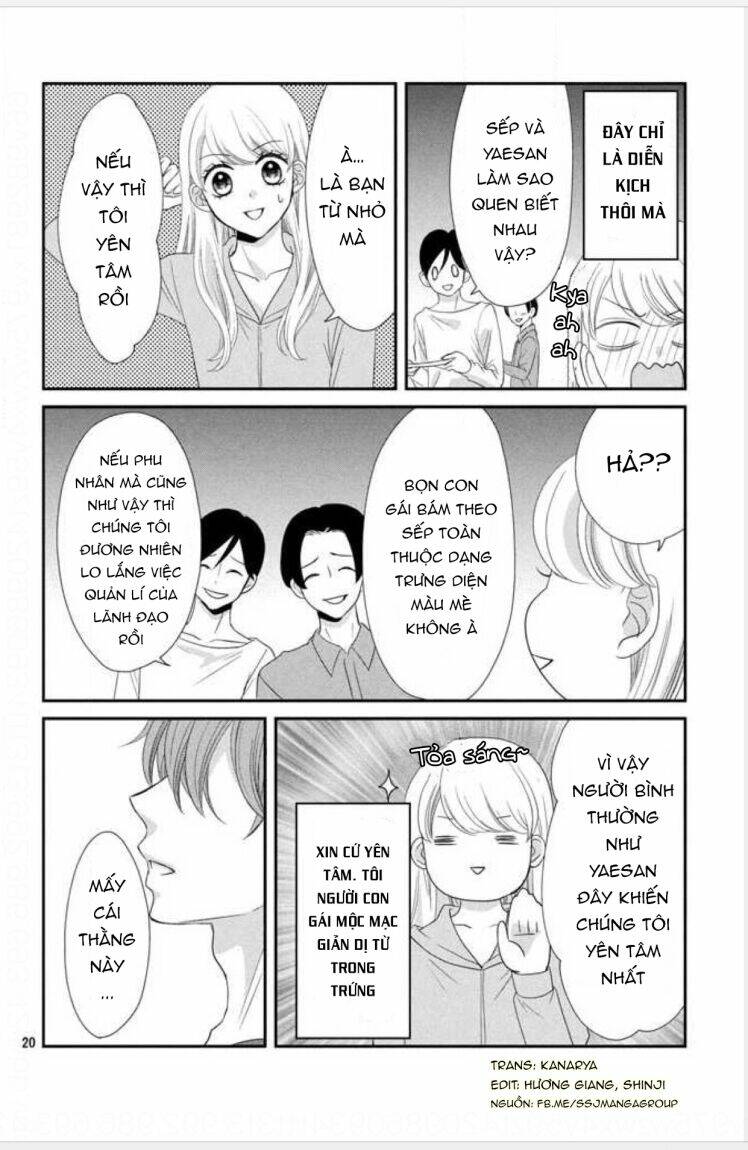 ĐÂY CHỈ
LÀ DIỄN
KỊCH
THÔI MÀ
SẾP VÀ
YAESAN
LÀM SAO
QUEN BIẾT
NHAU
VẬY?
Kya
ah
ah
À...
LÀ BẠN
TỪ NHỎ
MÀ
NẾU
VẬY THÌ
TÔI
YÊN
TÂM
RỒI
HẢ??
BỌN CON
GÁI BÁM THEO
SẾP TOÀN
THUỘC DẠNG
TRƯNG DIỆN
MÀU MÈ
KHÔNG À
NẾU PHU
NHÂN MÀ CŨNG
NHƯ VẬY THÌ
CHÚNG TÔI
ĐƯƠNG NHIÊN
LO LẮNG VIỆC
QUẢN LÍ CỦA
LÃNH ĐẠO
RỒI
VÌ VẬY
NGƯỜI BÌNH
THƯỜNG
NHƯ
YAESAN
ĐÂY KHIẾN
CHÚNG TÔI
YÊN TÂM
NHẤT
Tỏa sáng~
XIN CỨ YÊN
TÂM. TÔI
NGƯỜI CON
GÁI MỘC MẠC
GIẢN DỊ TỪ
TRONG
TRỨNG
MẤY
CÁI
THẰNG
NÀY
...
20
TRANS: KANARYA
EDIT: HƯƠNG GIANG, SHINJI
NGUỒN: FB.ME/SSJMANGAGROUP